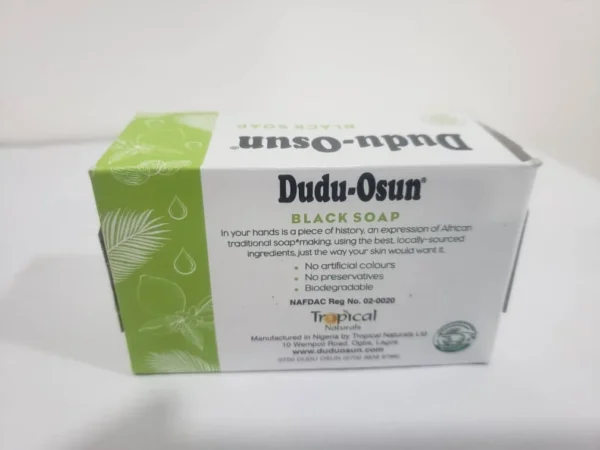 Dudu-Osun®
BLACK SOAP
Dudu-Osun®
BLACK SOAP
In your hands is a piece of history, an expression of African
traditional soap*making, using the best, locally-sourced
ingredients, just the way your skin would want it.
• No artificial colours
• No preservatives
• Biodegradable
NAFDAC Reg No. 02-0020
Tropical
Naturals
Manufactured in Nigeria by Tropical Naturals Ltd
10 Wempco Road, Ogba, Lagos
www.duduosun.com
0700 DUDU OSUN